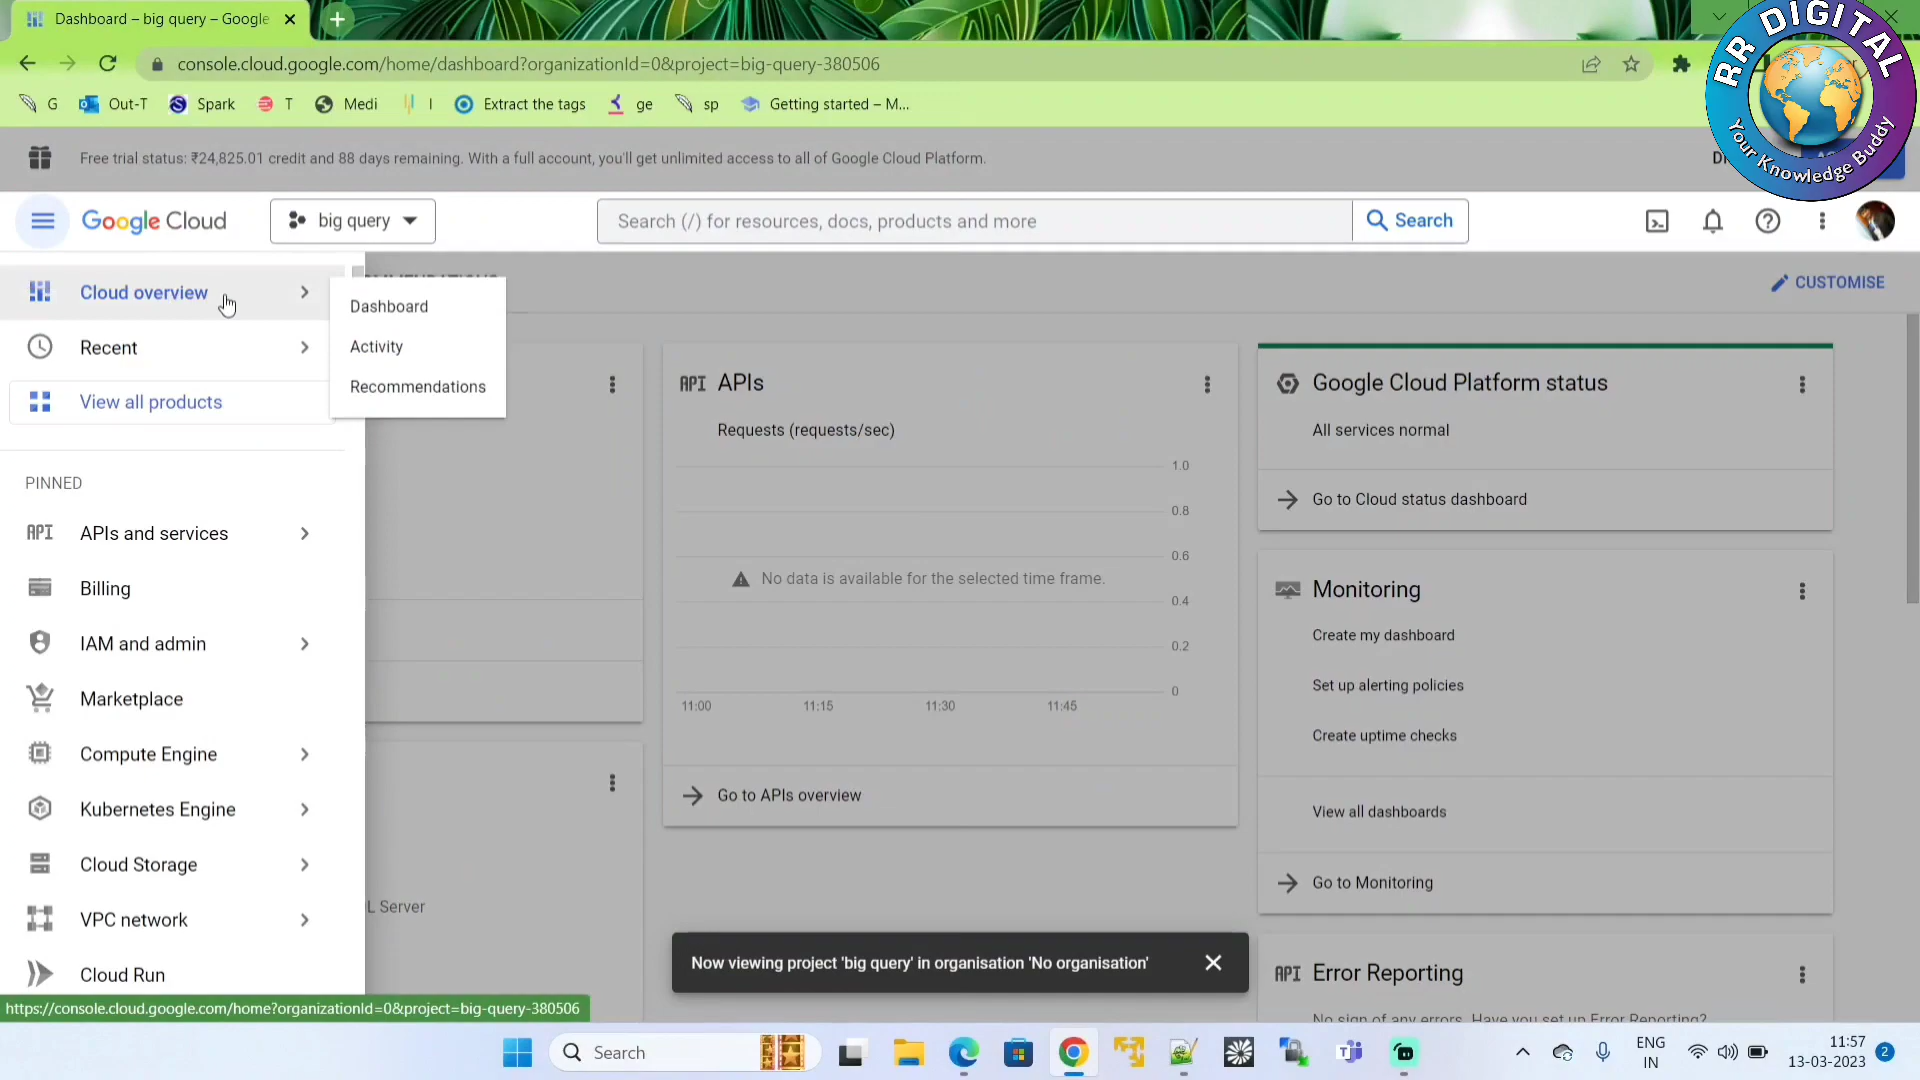 Dashboard – big query – Google
console.cloud.google.com/home/dashboard?organizationId=0&project=big-query-380506
G
Out-T
Spark
T
Medi
I
Extract the tags
ge
sp
Getting started – M...
RR DIGITAL
Your Knowledge Buddy
Free trial status: ₹24,825.01 credit and 88 days remaining. With a full account, you'll get unlimited access to all of Google Cloud Platform.
Google Cloud
big query
Search (/) for resources, docs, products and more
Search
Cloud overview
Recent
View all products
Dashboard
Activity
Recommendations
CUSTOMISE
PINNED
API APIs and services
Billing
IAM and admin
Marketplace
Compute Engine
Kubernetes Engine
Cloud Storage
VPC network
Cloud Run
L Server
API APIs
Requests (requests/sec)
1.0
0.8
0.6
No data is available for the selected time frame.
0.4
0.2
0
11:00 11:15 11:30 11:45
Go to APIs overview
Google Cloud Platform status
All services normal
Go to Cloud status dashboard
Monitoring
Create my dashboard
Set up alerting policies
Create uptime checks
View all dashboards
Go to Monitoring
API Error Reporting
No sign of any errors. Have you set up Error Reporting?
Now viewing project 'big query' in organisation 'No organisation'
https://console.cloud.google.com/home?organizationId=0&project=big-query-380506
Search
ENG
IN
11:57
13-03-2023
2